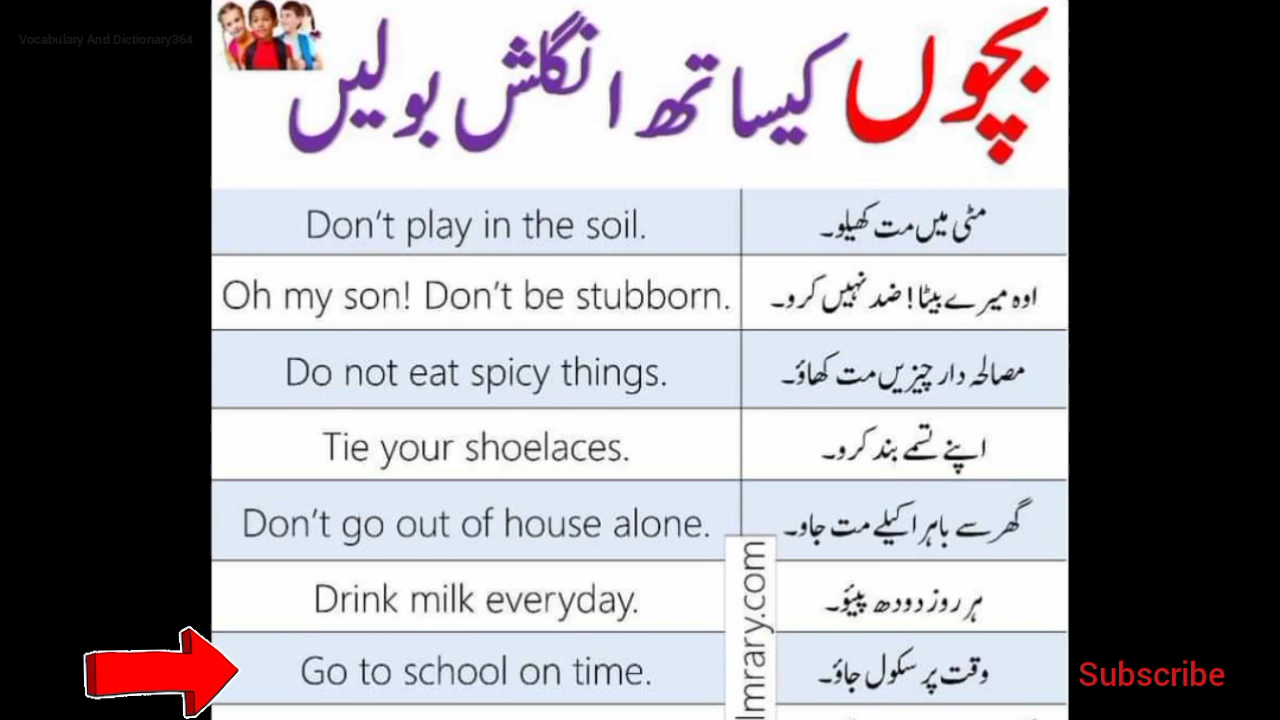 Vocabulary And Dictionary364
بچوں کیساتھ انگلش بولیں
Don't play in the soil. مٹی میں مت کھیلو۔
Oh my son! Don't be stubborn. اوہ میرے بیٹا! ضد نہیں کرو۔
Do not eat spicy things. مصالحہ دار چیزیں مت کھاؤ۔
Tie your shoelaces. اپنے تسمے بند کرو۔
Don't go out of house alone. گھر سے باہر اکیلے مت جاو۔
Drink milk everyday. ہر روز دودھ پیئو۔
Go to school on time. وقت پر سکول جاؤ۔
lmrary.com
Subscribe